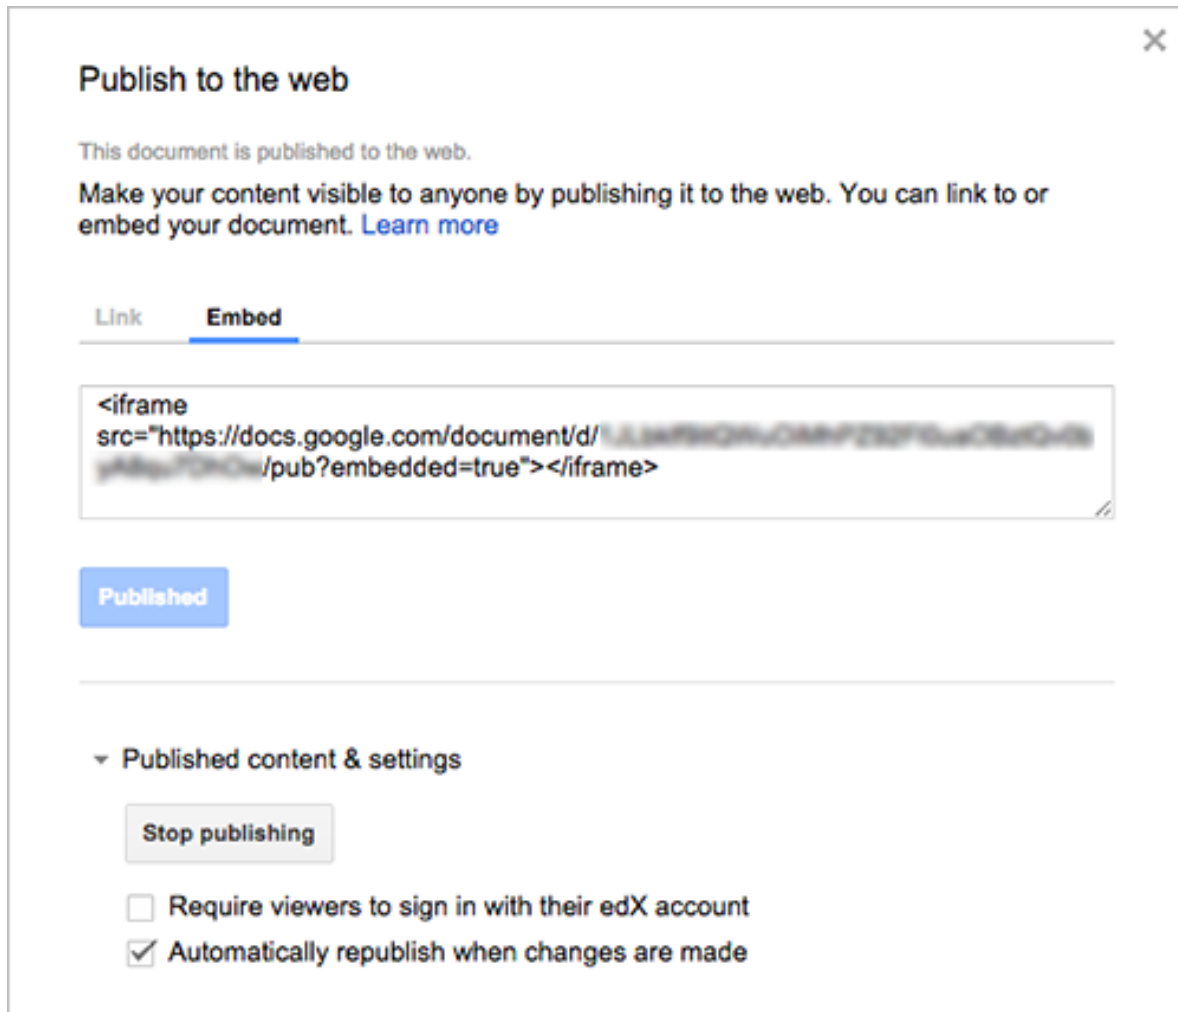 Publish to the web
This document is published to the web.
Make your content visible to anyone by publishing it to the web. You can link to or
embed your document. Learn more
Link Embed
<iframe
src="https://docs.google.com/document/d/
/pub?embedded=true"></iframe>
Published
Published content & settings
Stop publishing
Require viewers to sign in with their edX account
Automatically republish when changes are made